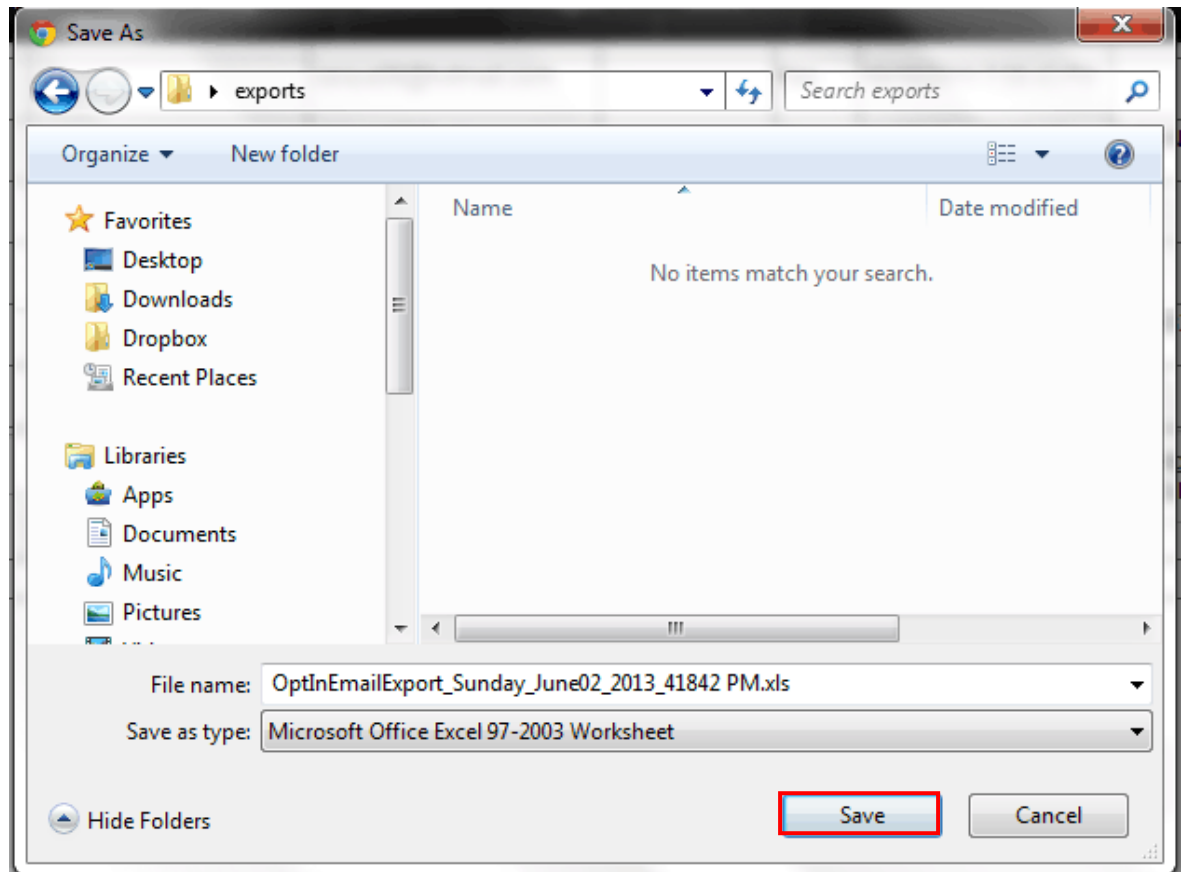 Save As
exports
Search exports
Organize
New folder
Favorites
Desktop
Downloads
Dropbox
Recent Places
Libraries
Apps
Documents
Music
Pictures
Name
Date modified
No items match your search.
File name: OptInEmailExport_Sunday_June02_2013_41842 PM.xls
Save as type: Microsoft Office Excel 97-2003 Worksheet
Hide Folders
Save
Cancel